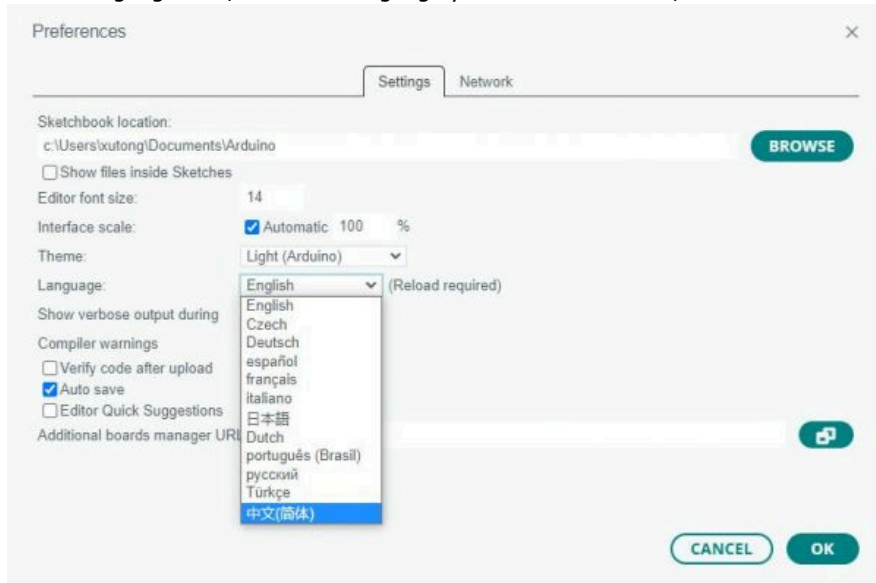 Preferences
Settings Network
Sketchbook location:
c:\Users\xutong\Documents\Arduino
BROWSE
Show files inside Sketches
Editor font size: 14
Interface scale: Automatic 100 %
Theme: Light (Arduino)
Language: English (Reload required)
Show verbose output during
Compiler warnings
Verify code after upload
Auto save
Editor Quick Suggestions
Additional boards manager URL
English
Czech
Deutsch
español
français
italiano
日本語
Dutch
português (Brasil)
русский
Türkçe
中文(简体)
CANCEL OK